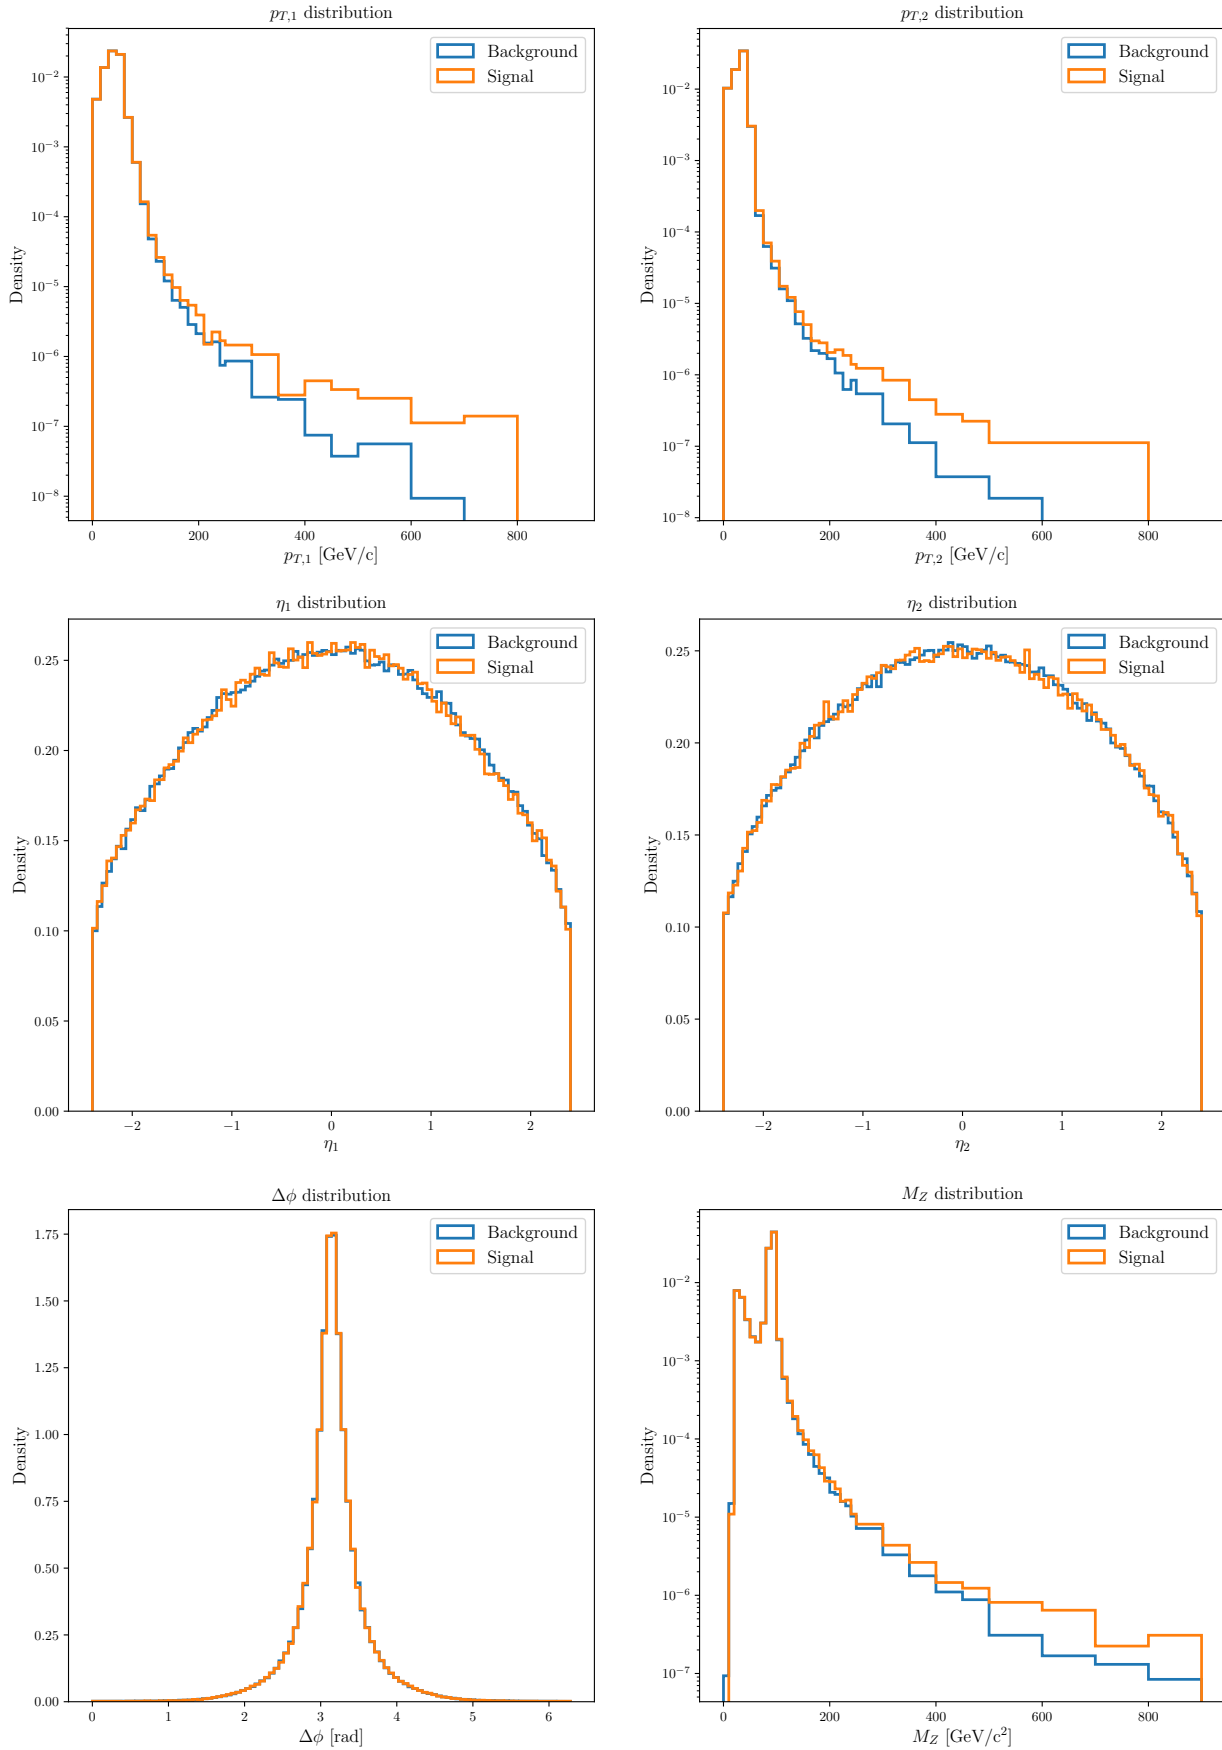 p_{T,1} distribution
Background
Signal
10^{-2}
10^{-3}
10^{-4}
10^{-5}
10^{-6}
10^{-7}
10^{-8}
Density
0 200 400 600 800
p_{T,1} [GeV/c]
p_{T,2} distribution
Background
Signal
10^{-2}
10^{-3}
10^{-4}
10^{-5}
10^{-6}
10^{-7}
10^{-8}
Density
0 200 400 600 800
p_{T,2} [GeV/c]
η_1 distribution
Background
Signal
0.25
0.20
0.15
0.10
0.05
0.00
Density
−2 −1 0 1 2
η_1
η_2 distribution
Background
Signal
0.25
0.20
0.15
0.10
0.05
0.00
Density
−2 −1 0 1 2
η_2
Δϕ distribution
Background
Signal
1.75
1.50
1.25
1.00
0.75
0.50
0.25
0.00
Density
0 1 2 3 4 5 6
Δϕ [rad]
M_Z distribution
Background
Signal
10^{-2}
10^{-3}
10^{-4}
10^{-5}
10^{-6}
10^{-7}
Density
0 200 400 600 800
M_Z [GeV/c^2]